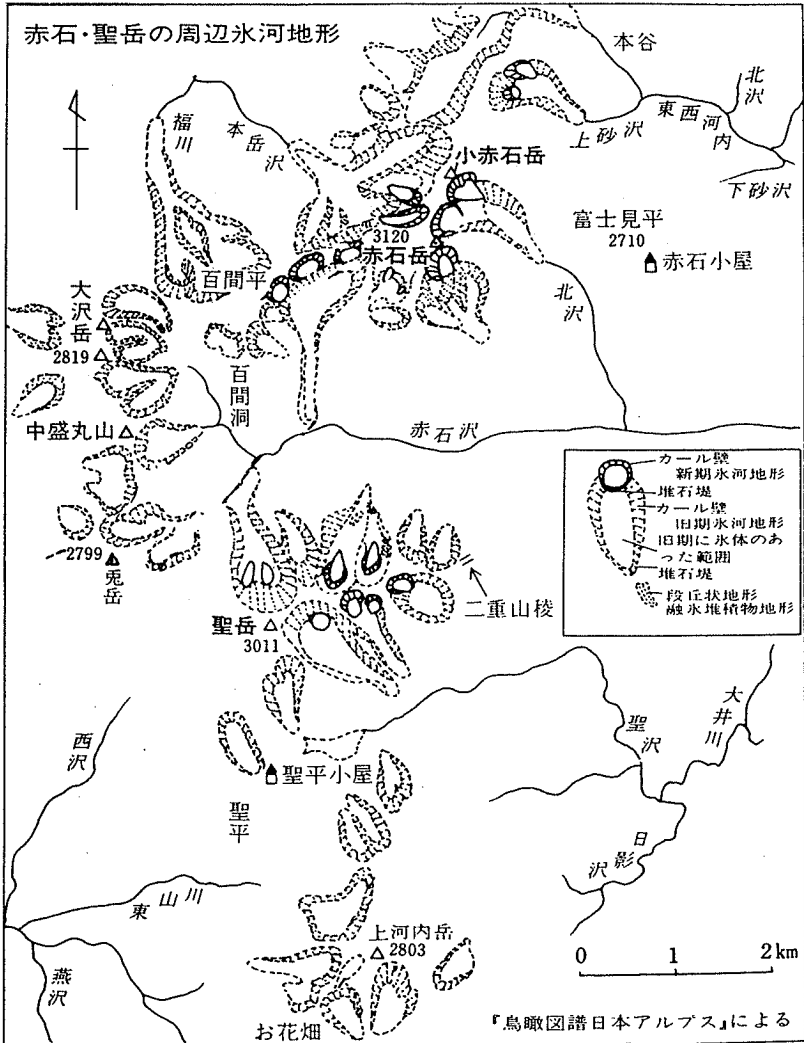 赤石・聖岳の周辺氷河地形
本谷
北沢
東西河内
上砂沢
下砂沢
福川
本岳沢
小赤石岳
富士見平
2710
赤石小屋
3120
赤石岳
百間平
大沢岳
2819
北沢
百間洞
中盛丸山
赤石沢
カール壁
新期氷河地形
堆石堤
カール壁
旧期氷河地形
旧期に氷体のあ
った範囲
堆石堤
段丘状地形
融氷堆積物地形
2799
兎岳
二重山稜
聖岳
3011
西沢
聖沢
大井川
聖平小屋
聖平
日影沢
東山川
上河内岳
2803
燕沢
お花畑
0 1 2km
『鳥瞰図譜日本アルプス』による